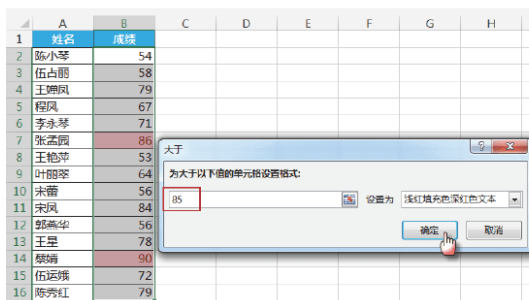 A B C D E F G H
1 姓名 成绩
2 陈小琴 54
3 伍占丽 58
4 王婵凤 79
5 程风 67
6 李永琴 71
7 张孟园 86
8 王艳萍 53
9 叶丽翠 64
10 宋蕾 56
11 宋凤 84
12 郭燕华 56
13 王星 78
14 蔡婧 90
15 伍运娥 72
16 陈秀红 79
大于
为大于以下值的单元格设置格式:
85 设置为 浅红填充色深红色文本
确定 取消